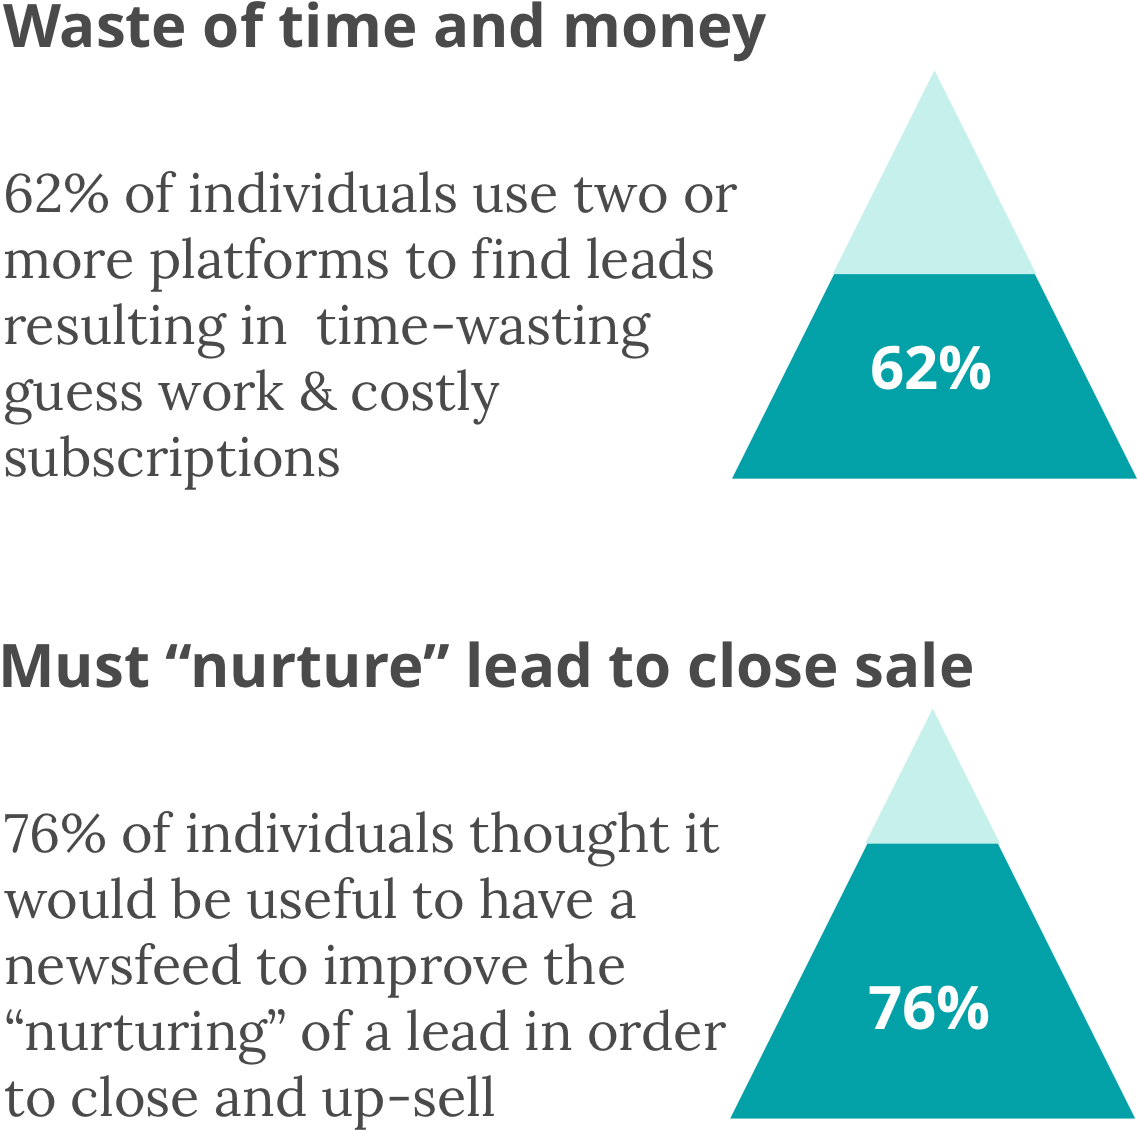 Waste of time and money
62% of individuals use two or
more platforms to find leads
resulting in  time-wasting
guess work & costly
subscriptions
62%
Must “nurture” lead to close sale
76% of individuals thought it
would be useful to have a
newsfeed to improve the
“nurturing” of a lead in order
to close and up-sell
76%